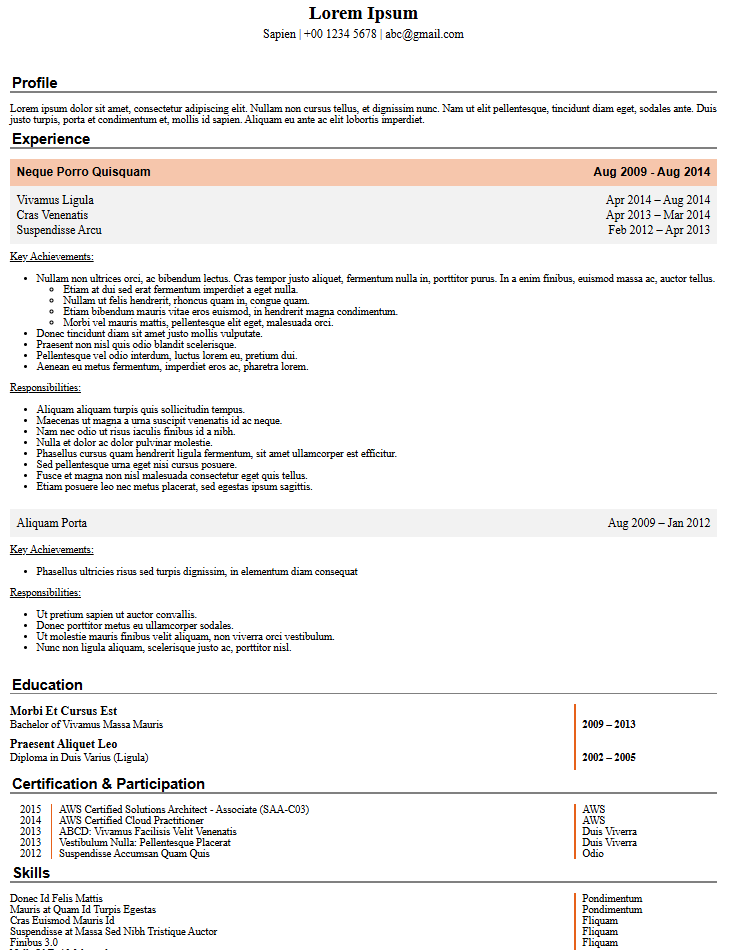 Lorem Ipsum
Sapien | +00 1234 5678 | abc@gmail.com
Profile
Lorem ipsum dolor sit amet, consectetur adipiscing elit. Nullam non cursus tellus, et dignissim nunc. Nam ut elit pellentesque, tincidunt diam eget, sodales ante. Duis
justo turpis, porta et condimentum et, mollis id sapien. Aliquam eu ante ac elit lobortis imperdiet.
Experience
Neque Porro Quisquam Aug 2009 - Aug 2014
Vivamus Ligula Apr 2014 – Aug 2014
Cras Venenatis Apr 2013 – Mar 2014
Suspendisse Arcu Feb 2012 – Apr 2013
Key Achievements:
• Nullam non ultrices orci, ac bibendum lectus. Cras tempor justo aliquet, fermentum nulla in, porttitor purus. In a enim finibus, euismod massa ac, auctor tellus.
○ Etiam at dui sed erat fermentum imperdiet a eget nulla.
○ Nullam ut felis hendrerit, rhoncus quam in, congue quam.
○ Etiam bibendum mauris vitae eros euismod, in hendrerit magna condimentum.
○ Morbi vel mauris mattis, pellentesque elit eget, malesuada orci.
• Donec tincidunt diam sit amet justo mollis vulputate.
• Praesent non nisl quis odio blandit scelerisque.
• Pellentesque vel odio interdum, luctus lorem eu, pretium dui.
• Aenean eu metus fermentum, imperdiet eros ac, pharetra lorem.
Responsibilities:
• Aliquam aliquam turpis quis sollicitudin tempus.
• Maecenas ut magna a urna suscipit venenatis id ac neque.
• Nam nec odio ut risus iaculis finibus id a nibh.
• Nulla et dolor ac dolor pulvinar molestie.
• Phasellus cursus quam hendrerit ligula fermentum, sit amet ullamcorper est efficitur.
• Sed pellentesque urna eget nisi cursus posuere.
• Fusce et magna non nisl malesuada consectetur eget quis tellus.
• Etiam posuere leo nec metus placerat, sed egestas ipsum sagittis.
Aliquam Porta Aug 2009 – Jan 2012
Key Achievements:
• Phasellus ultricies risus sed turpis dignissim, in elementum diam consequat
Responsibilities:
• Ut pretium sapien ut auctor convallis.
• Donec porttitor metus eu ullamcorper sodales.
• Ut molestie mauris finibus velit aliquam, non viverra orci vestibulum.
• Nunc non ligula aliquam, scelerisque justo ac, porttitor nisl.
Education
Morbi Et Cursus Est
Bachelor of Vivamus Massa Mauris 2009 – 2013
Praesent Aliquet Leo
Diploma in Duis Varius (Ligula) 2002 – 2005
Certification & Participation
2015 AWS Certified Solutions Architect - Associate (SAA-C03) AWS
2014 AWS Certified Cloud Practitioner AWS
2013 ABCD: Vivamus Facilisis Velit Venenatis Duis Viverra
2013 Vestibulum Nulla: Pellentesque Placerat Duis Viverra
2012 Suspendisse Accumsan Quam Quis Odio
Skills
Donec Id Felis Mattis Pondimentum
Mauris at Quam Id Turpis Egestas Pondimentum
Cras Euismod Mauris Id Fliquam
Suspendisse at Massa Sed Nibh Tristique Auctor Fliquam
Finibus 3.0 Fliquam